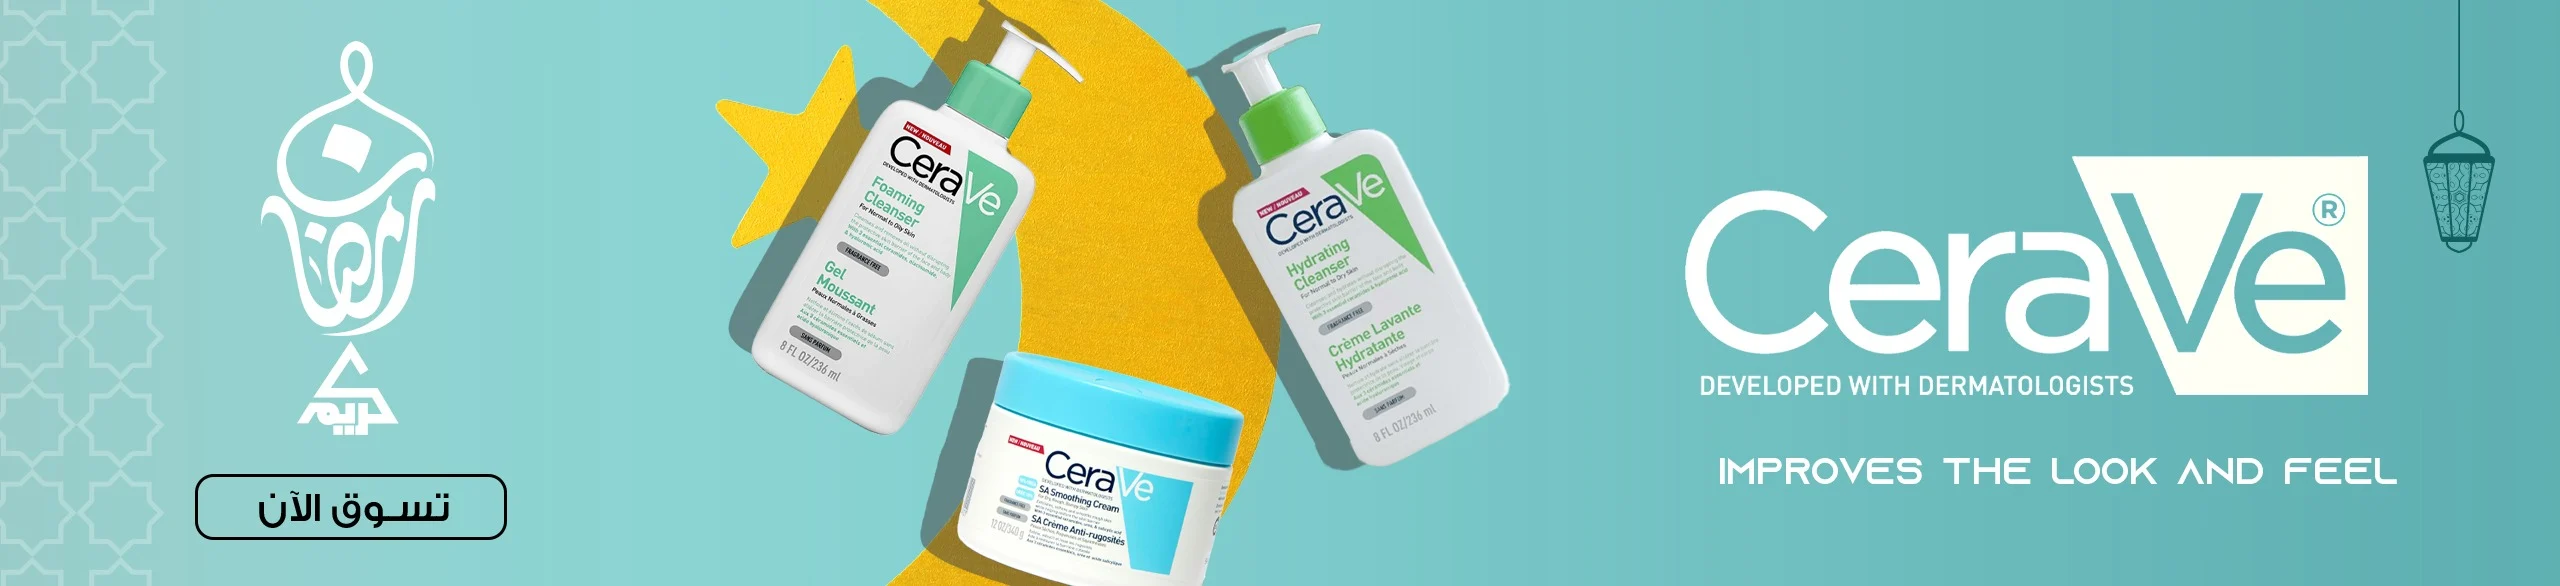 رمضان
كريم
تسوق الآن
NEW / NOUVEAU
CeraVe
DEVELOPED WITH DERMATOLOGISTS
Foaming
Cleanser
For Normal to Oily Skin
FRAGRANCE FREE
Gel
Moussant
Peaux Normales à Grasses
SANS PARFUM
8 FL OZ/236 ml
NEW / NOUVEAU
CeraVe
DEVELOPED WITH DERMATOLOGISTS
SA Smoothing Cream
SA Crème Anti-rugosités
12 OZ/340 g
NEW / NOUVEAU
CeraVe
DEVELOPED WITH DERMATOLOGISTS
Hydrating
Cleanser
For Normal to Dry Skin
FRAGRANCE FREE
Crème Lavante
Hydratante
Peaux Normales à Sèches
SANS PARFUM
8 FL OZ/236 ml
CeraVe®
DEVELOPED WITH DERMATOLOGISTS
IMPROVES THE LOOK AND FEEL